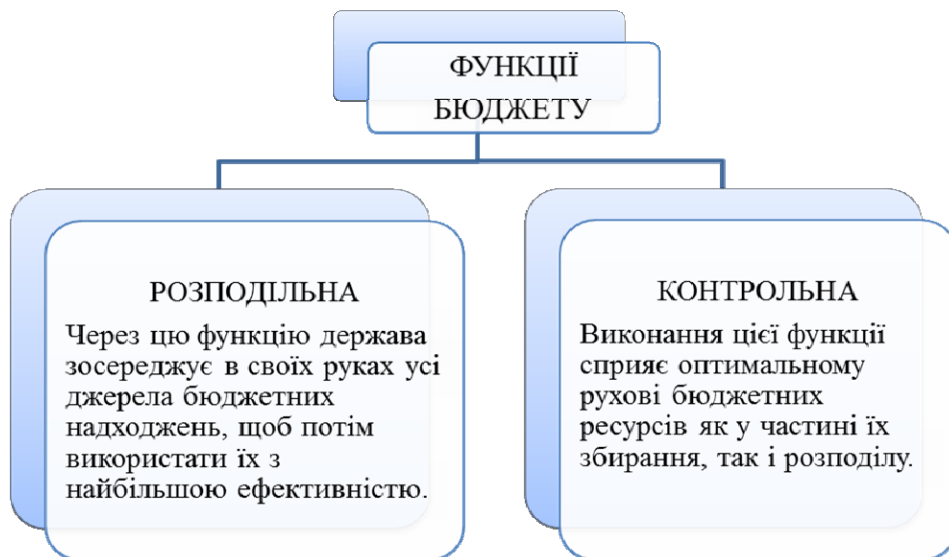 ФУНКЦІЇ
БЮДЖЕТУ
РОЗПОДІЛЬНА
Через цю функцію держава
зосереджує в своїх руках усі
джерела бюджетних
надходжень, щоб потім
використати їх з
найбільшою ефективністю.
КОНТРОЛЬНА
Виконання цієї функції
сприяє оптимальному
рухові бюджетних
ресурсів як у частині їх
збирання, так і розподілу.